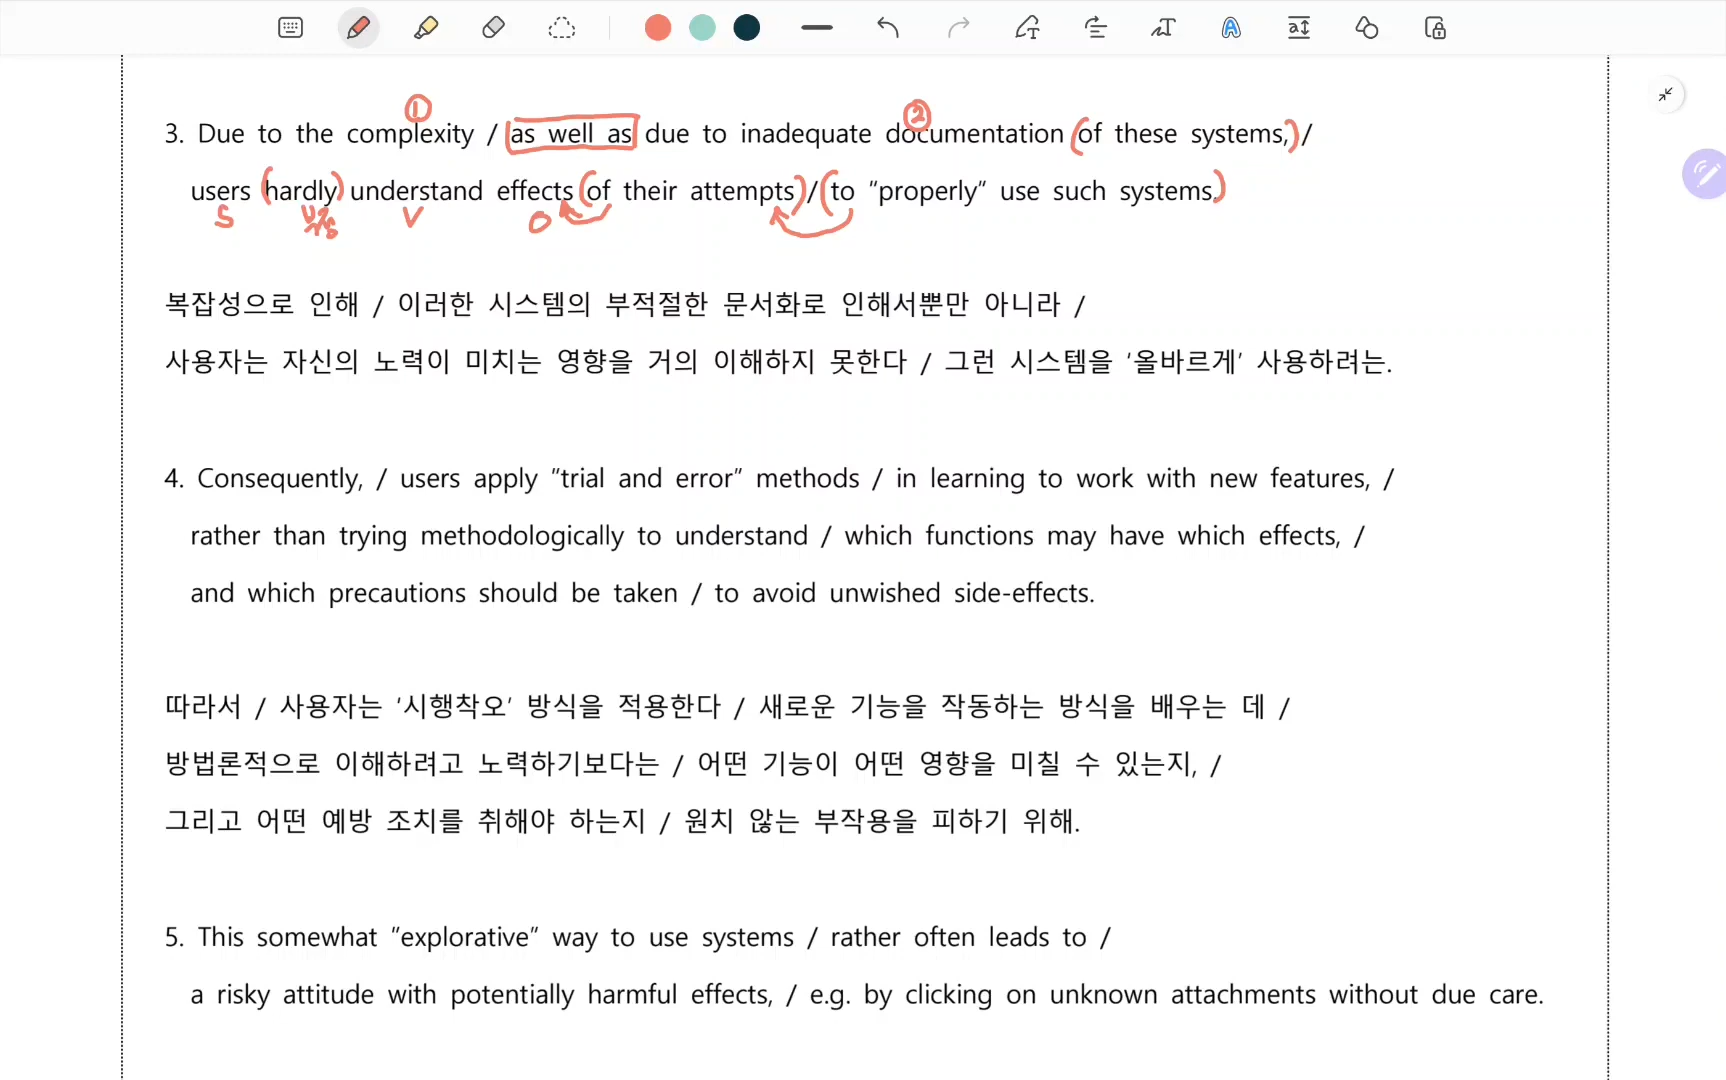 3. Due to the complexity / as well as due to inadequate documentation (of these systems,) /
users (hardly) understand effects (of their attempts) / (to “properly” use such systems.)
① ②
S 부정 V O
복잡성으로 인해 / 이러한 시스템의 부적절한 문서화로 인해서뿐만 아니라 /
사용자는 자신의 노력이 미치는 영향을 거의 이해하지 못한다 / 그런 시스템을 ‘올바르게’ 사용하려는.
4. Consequently, / users apply “trial and error” methods / in learning to work with new features, /
rather than trying methodologically to understand / which functions may have which effects, /
and which precautions should be taken / to avoid unwished side-effects.
따라서 / 사용자는 ‘시행착오’ 방식을 적용한다 / 새로운 기능을 작동하는 방식을 배우는 데 /
방법론적으로 이해하려고 노력하기보다는 / 어떤 기능이 어떤 영향을 미칠 수 있는지, /
그리고 어떤 예방 조치를 취해야 하는지 / 원치 않는 부작용을 피하기 위해.
5. This somewhat “explorative” way to use systems / rather often leads to /
a risky attitude with potentially harmful effects, / e.g. by clicking on unknown attachments without due care.